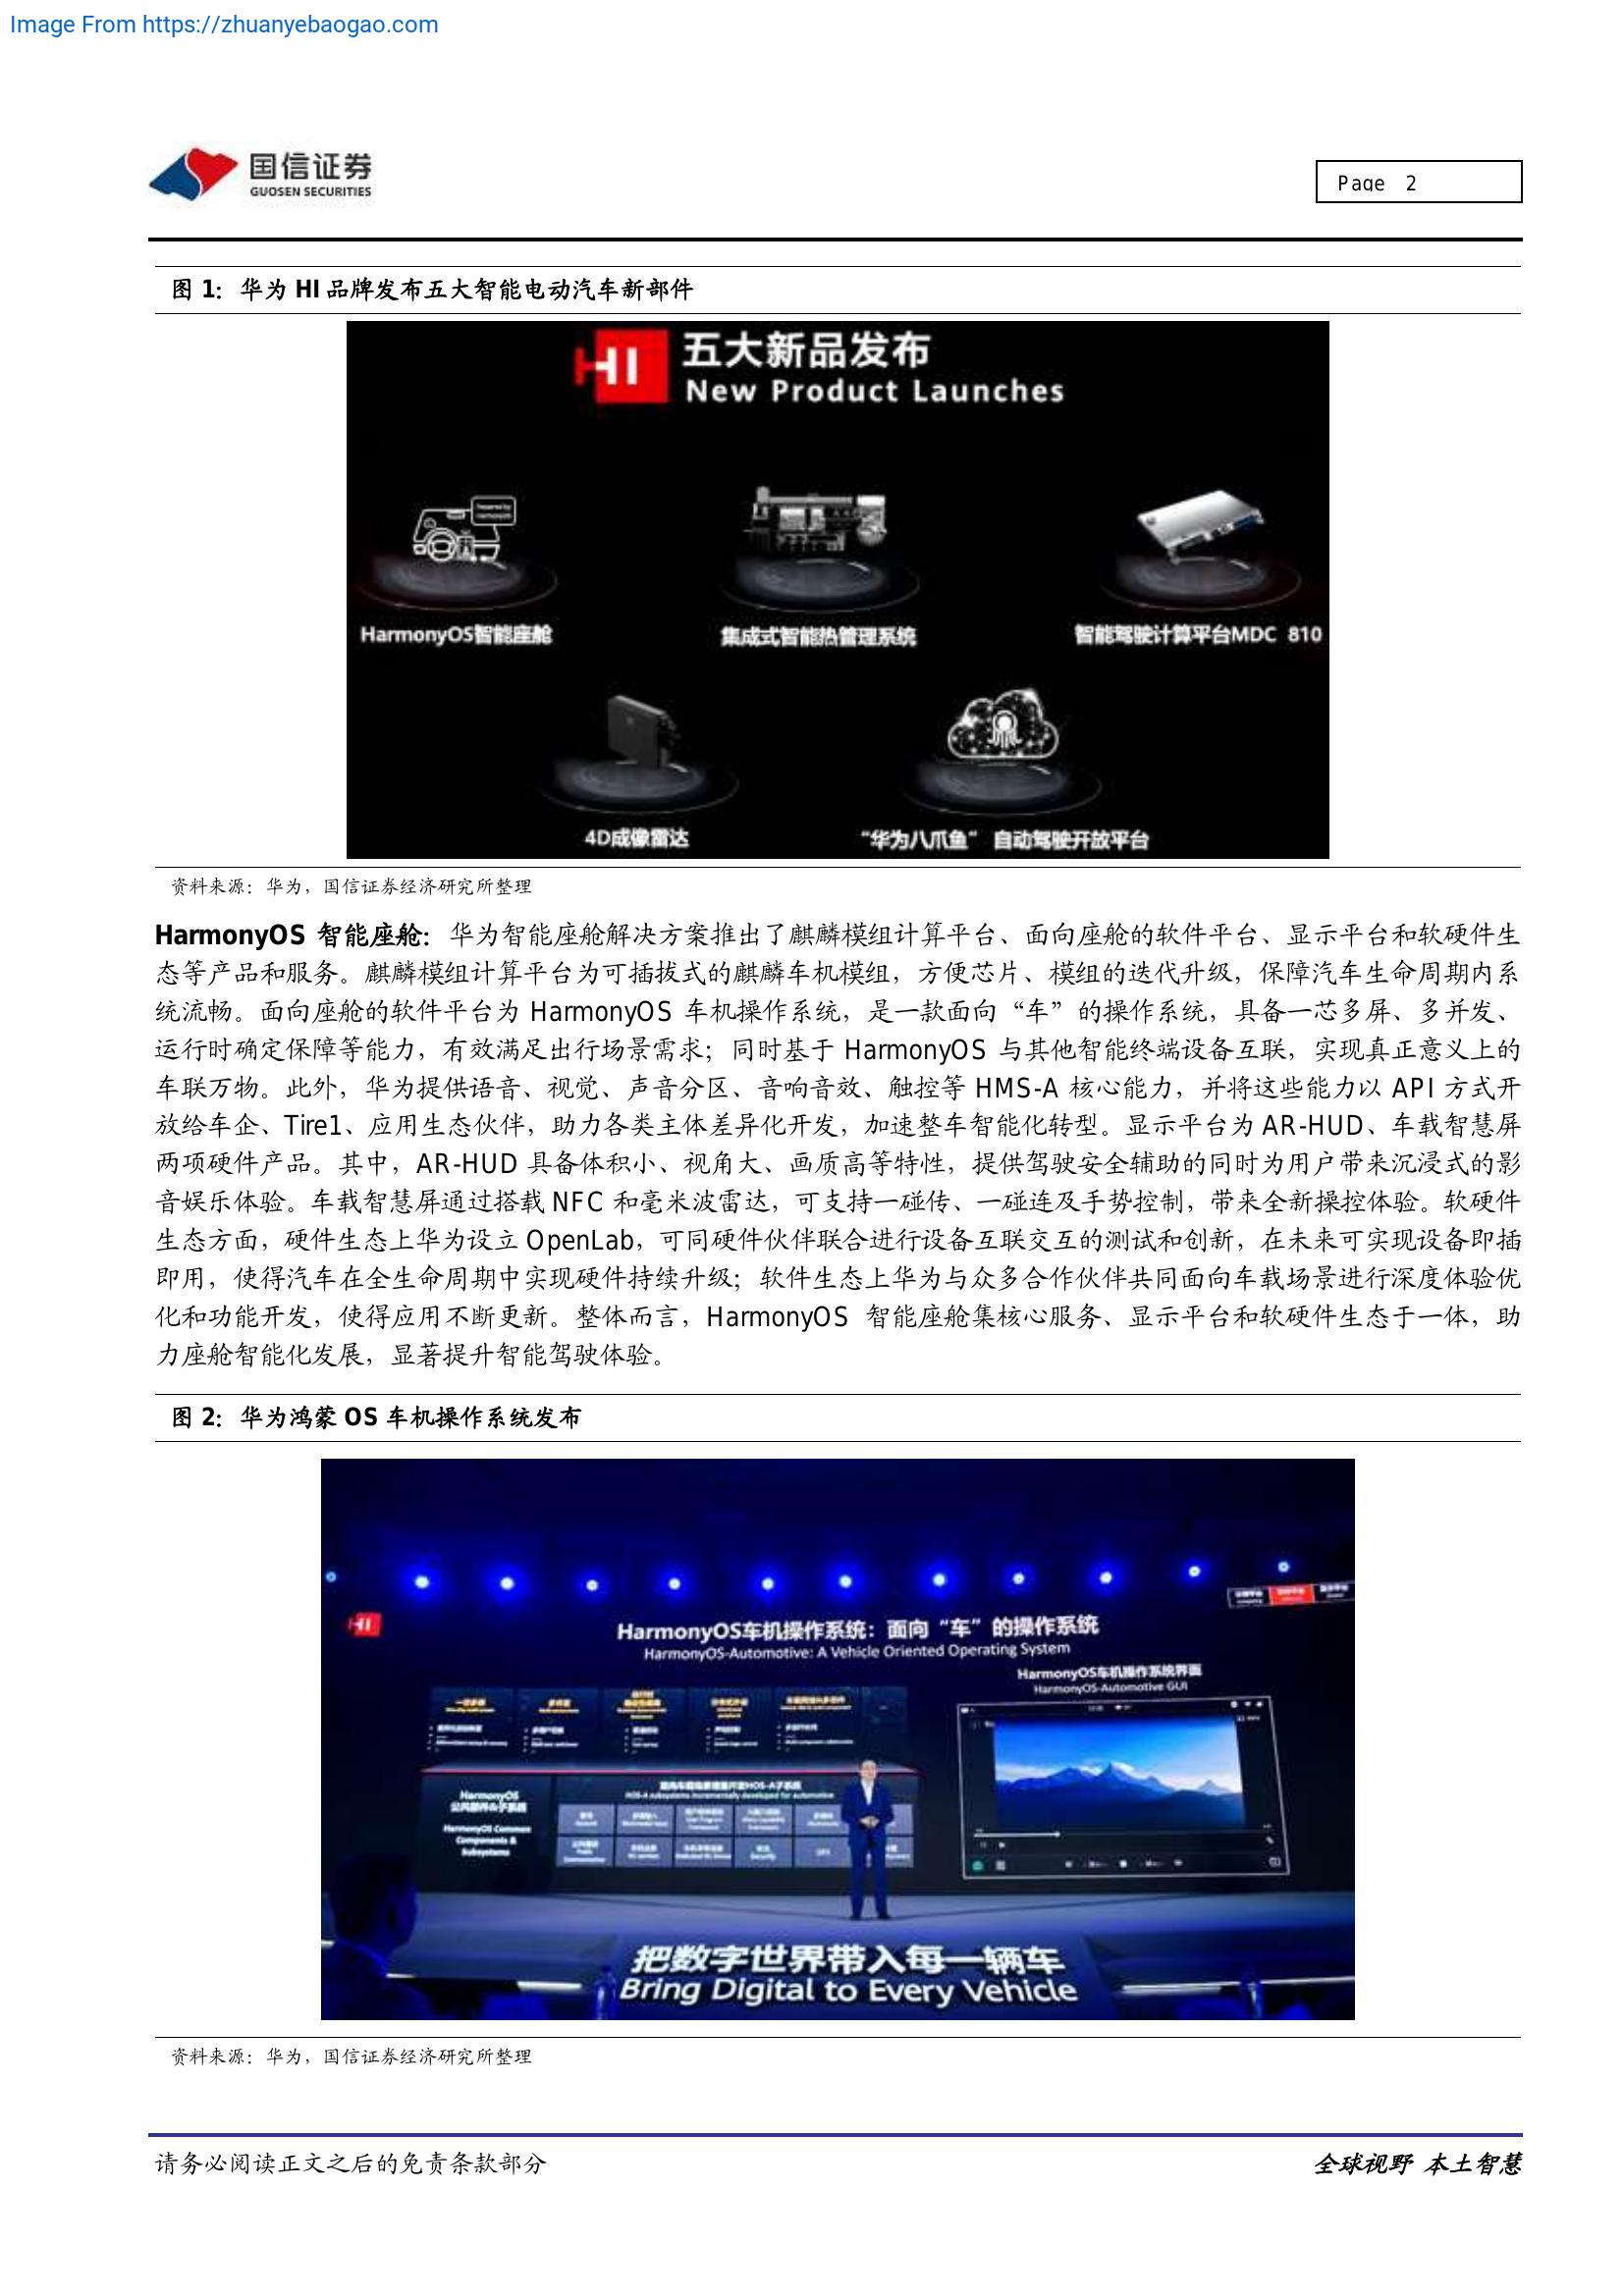 Image From https://zhuanyebaogao.com
国信证券
GUOSEN SECURITIES
Page 2
图 1：华为 HI 品牌发布五大智能电动汽车新部件
HI
五大新品发布
New Product Launches
HarmonyOS智能座舱
集成式智能热管理系统
智能驾驶计算平台MDC 810
4D成像雷达
“华为八爪鱼” 自动驾驶开放平台
资料来源：华为，国信证券经济研究所整理
HarmonyOS 智能座舱：华为智能座舱解决方案推出了麒麟模组计算平台、面向座舱的软件平台、显示平台和软硬件生
态等产品和服务。麒麟模组计算平台为可插拔式的麒麟车机模组，方便芯片、模组的迭代升级，保障汽车生命周期内系
统流畅。面向座舱的软件平台为 HarmonyOS 车机操作系统，是一款面向“车”的操作系统，具备一芯多屏、多并发、
运行时确定保障等能力，有效满足出行场景需求；同时基于 HarmonyOS 与其他智能终端设备互联，实现真正意义上的
车联万物。此外，华为提供语音、视觉、声音分区、音响音效、触控等 HMS-A 核心能力，并将这些能力以 API 方式开
放给车企、Tire1、应用生态伙伴，助力各类主体差异化开发，加速整车智能化转型。显示平台为 AR-HUD、车载智慧屏
两项硬件产品。其中，AR-HUD 具备体积小、视角大、画质高等特性，提供驾驶安全辅助的同时为用户带来沉浸式的影
音娱乐体验。车载智慧屏通过搭载 NFC 和毫米波雷达，可支持一碰传、一碰连及手势控制，带来全新操控体验。软硬件
生态方面，硬件生态上华为设立 OpenLab，可同硬件伙伴联合进行设备互联交互的测试和创新，在未来可实现设备即插
即用，使得汽车在全生命周期中实现硬件持续升级；软件生态上华为与众多合作伙伴共同面向车载场景进行深度体验优
化和功能开发，使得应用不断更新。整体而言，HarmonyOS 智能座舱集核心服务、显示平台和软硬件生态于一体，助
力座舱智能化发展，显著提升智能驾驶体验。
图 2：华为鸿蒙 OS 车机操作系统发布
HI
HarmonyOS车机操作系统：面向“车”的操作系统
HarmonyOS-Automotive: A Vehicle Oriented Operating System
HarmonyOS车机操作系统界面
HarmonyOS-Automotive GUI
HOS-A subsystems incrementally developed for automotive
HarmonyOS
HarmonyOS Common
Components &
Subsystems
把数字世界带入每一辆车
Bring Digital to Every Vehicle
资料来源：华为，国信证券经济研究所整理
请务必阅读正文之后的免责条款部分
全球视野 本土智慧